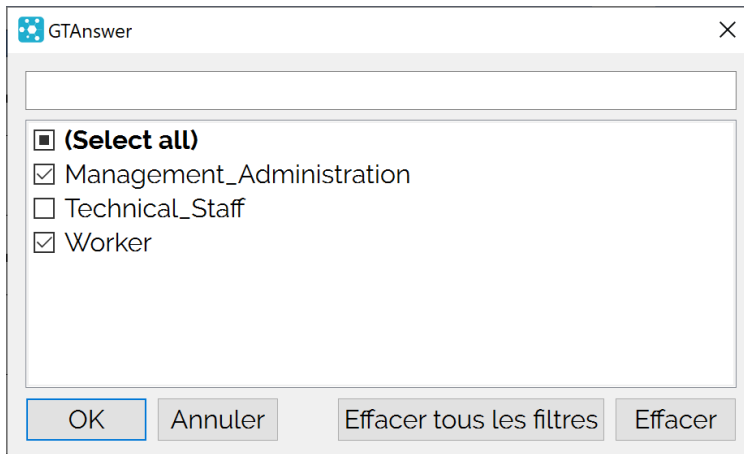 GTAnswer
(Select all)
Management_Administration
Technical_Staff
Worker
OK Annuler Effacer tous les filtres Effacer